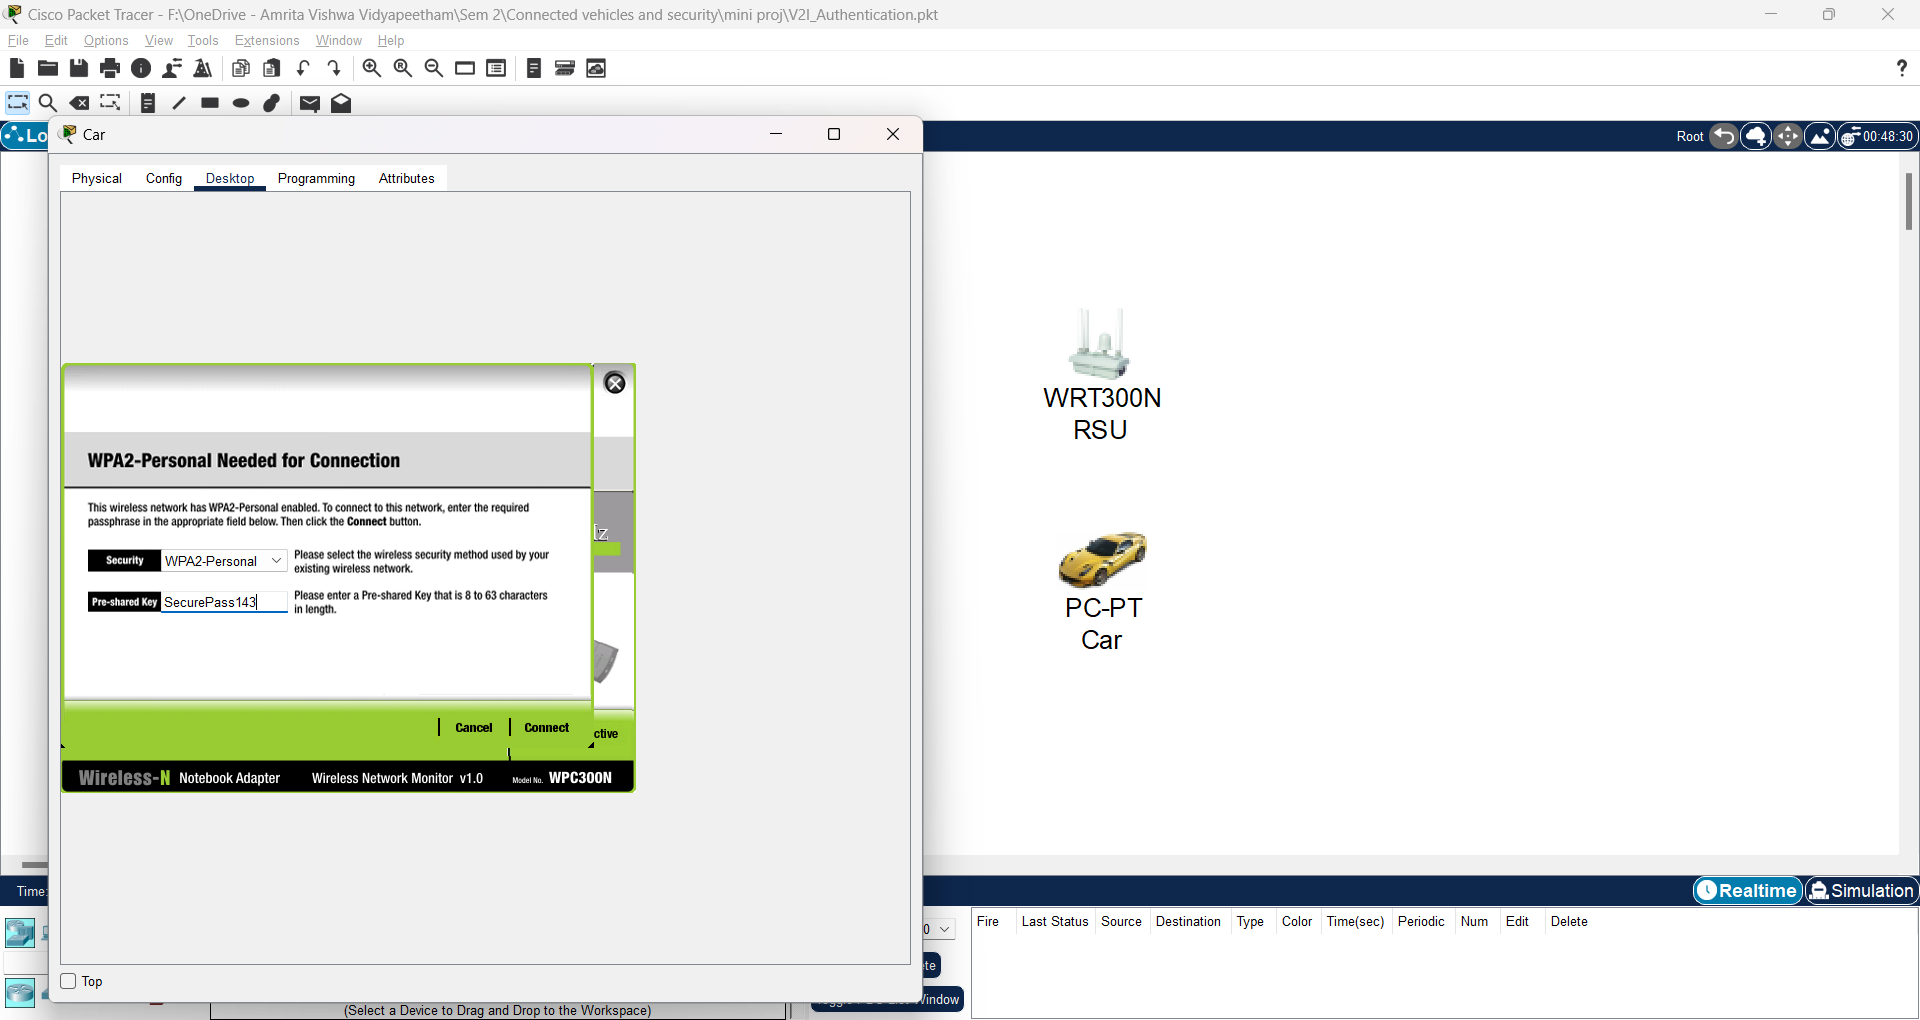 Cisco Packet Tracer - F:\OneDrive - Amrita Vishwa Vidyapeetham\Sem 2\Connected vehicles and security\mini proj\V2I_Authentication.pkt
File Edit Options View Tools Extensions Window Help
Lo
Car
Root
00:48:30
Physical Config Desktop Programming Attributes
WRT300N
RSU
WPA2-Personal Needed for Connection
This wireless network has WPA2-Personal enabled. To connect to this network, enter the required
passphrase in the appropriate field below. Then click the Connect button.
Security WPA2-Personal Please select the wireless security method used by your
existing wireless network.
Pre-shared Key SecurePass143 Please enter a Pre-shared Key that is 8 to 63 characters
in length.
PC-PT
Car
Cancel Connect
ctive
Wireless-N Notebook Adapter Wireless Network Monitor v1.0 Model No. WPC300N
Time:
Realtime Simulation
0
Fire Last Status Source Destination Type Color Time(sec) Periodic Num Edit Delete
te
Top
Window
(Select a Device to Drag and Drop to the Workspace)